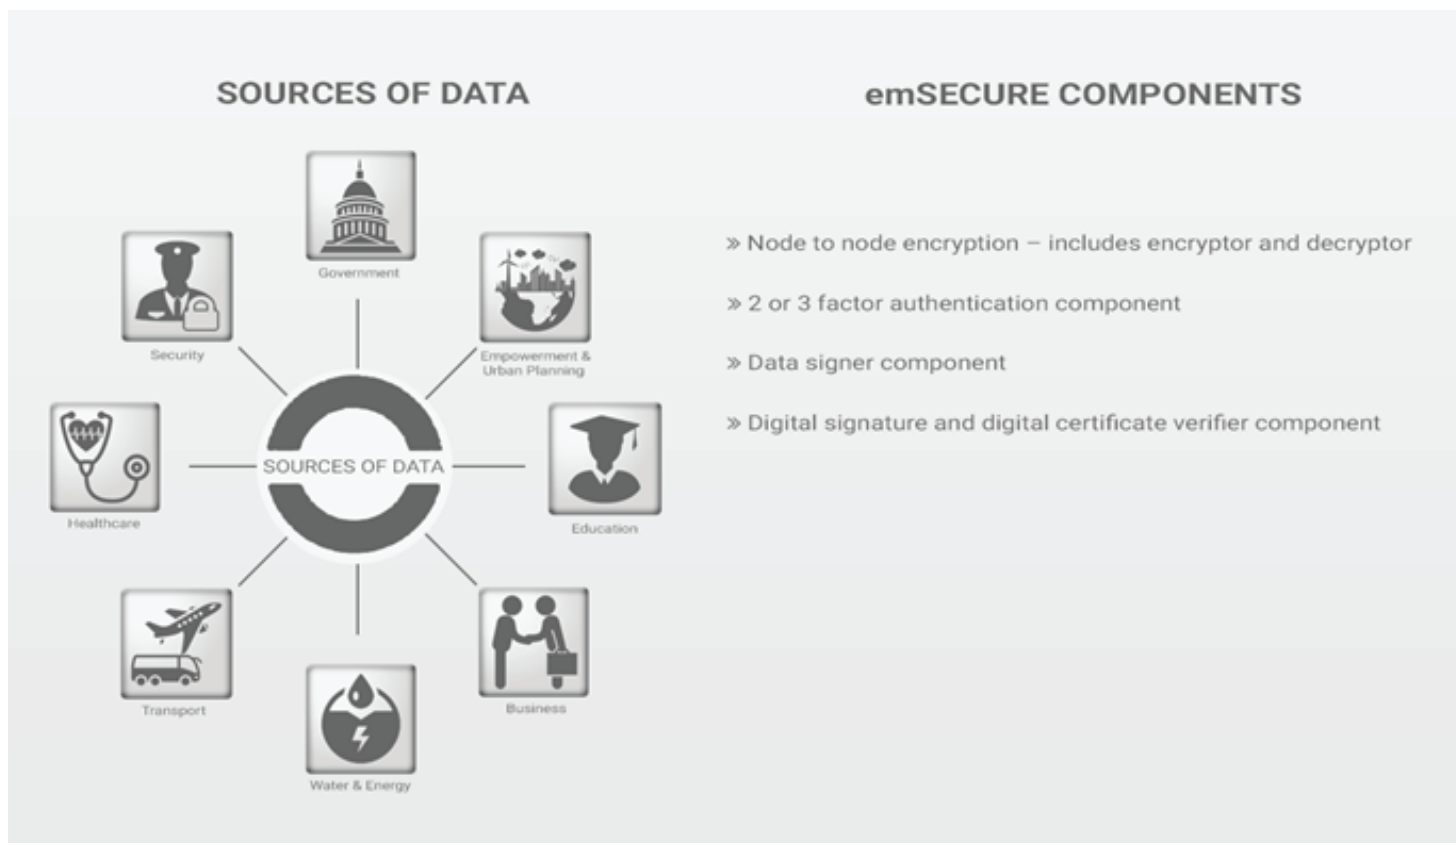 SOURCES OF DATA
Government
Empowerment &
Urban Planning
Security
SOURCES OF DATA
Healthcare
Education
Transport
Business
Water & Energy
emSECURE COMPONENTS
» Node to node encryption – includes encryptor and decryptor
» 2 or 3 factor authentication component
» Data signer component
» Digital signature and digital certificate verifier component